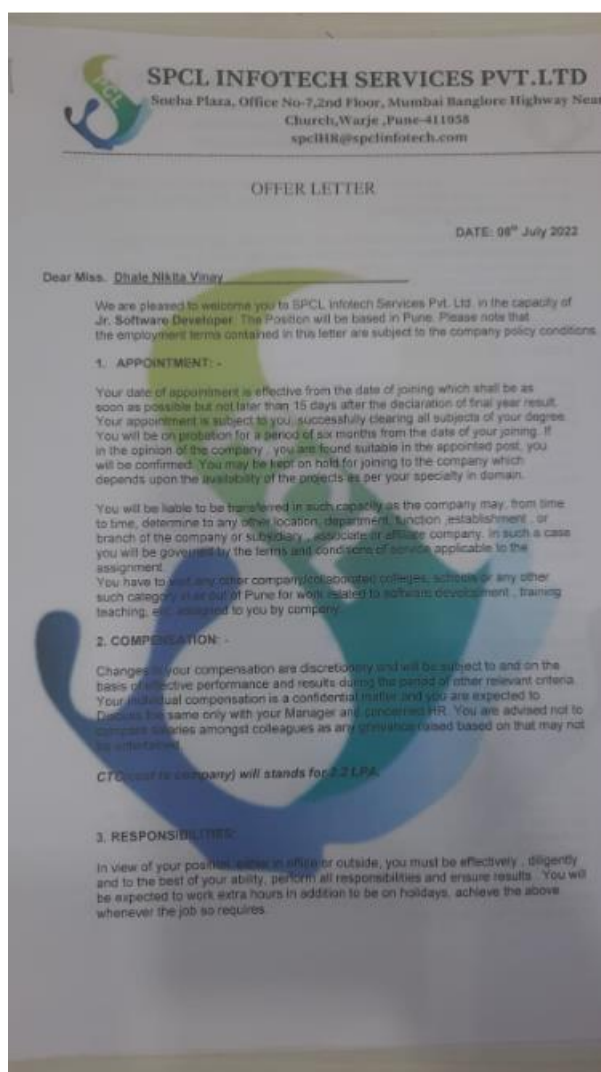 SPCL
SPCL INFOTECH SERVICES PVT.LTD
Sneha Plaza, Office No-7,2nd Floor, Mumbai Banglore Highway Near
Church,Warje ,Pune-411058
spclHR@spclinfotech.com
OFFER LETTER
DATE: 08th July 2022
Dear Miss. Dhale Nikita Vinay
We are pleased to welcome you to SPCL Infotech Services Pvt. Ltd. in the capacity of
Jr. Software Developer. The Position will be based in Pune. Please note that
the employment terms contained in this letter are subject to the company policy conditions.
1. APPOINTMENT: -
Your date of appointment is effective from the date of joining which shall be as
soon as possible but not later than 15 days after the declaration of final year result.
Your appointment is subject to you, successfully clearing all subjects of your degree.
You will be on probation for a period of six months from the date of your joining. If
in the opinion of the company , you are found suitable in the appointed post, you
will be confirmed. You may be kept on hold for joining to the company which
depends upon the availability of the projects as per your specialty in domain.
You will be liable to be transferred in such capacity as the company may, from time
to time, determine to any other location, department, function ,establishment , or
branch of the company or subsidiary , associate or affiliate company. In such a case
you will be governed by the terms and conditions of service applicable to the
assignment.
You have to visit any other company/collaborated colleges, schools or any other
such category in or out of Pune for work related to software development , training
teaching, etc. assigned to you by company.
2. COMPENSATION: -
Changes in your compensation are discretionary and will be subject to and on the
basis of effective performance and results during the period of other relevant criteria.
Your individual compensation is a confidential matter and you are expected to
Discuss the same only with your Manager and concerned HR. You are advised not to
compare salaries amongst colleagues as any grievance raised based on that may not
be entertained.
CTC(cost to company) will stands for 2.2 LPA.
3. RESPONSIBILITIES:
In view of your position, either in office or outside, you must be effectively , diligently
and to the best of your ability, perform all responsibilities and ensure results . You will
be expected to work extra hours in addition to be on holidays, achieve the above
whenever the job so requires.